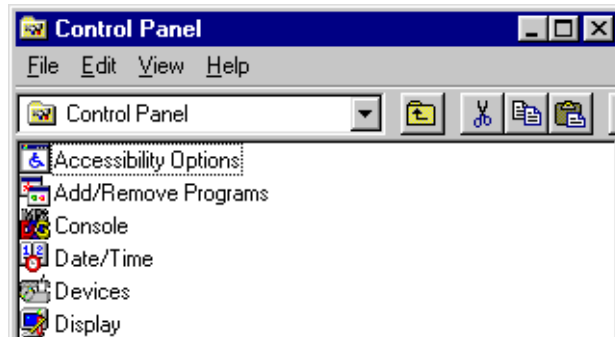 Control Panel
File Edit View Help
Control Panel
Accessibility Options
Add/Remove Programs
Console
Date/Time
Devices
Display